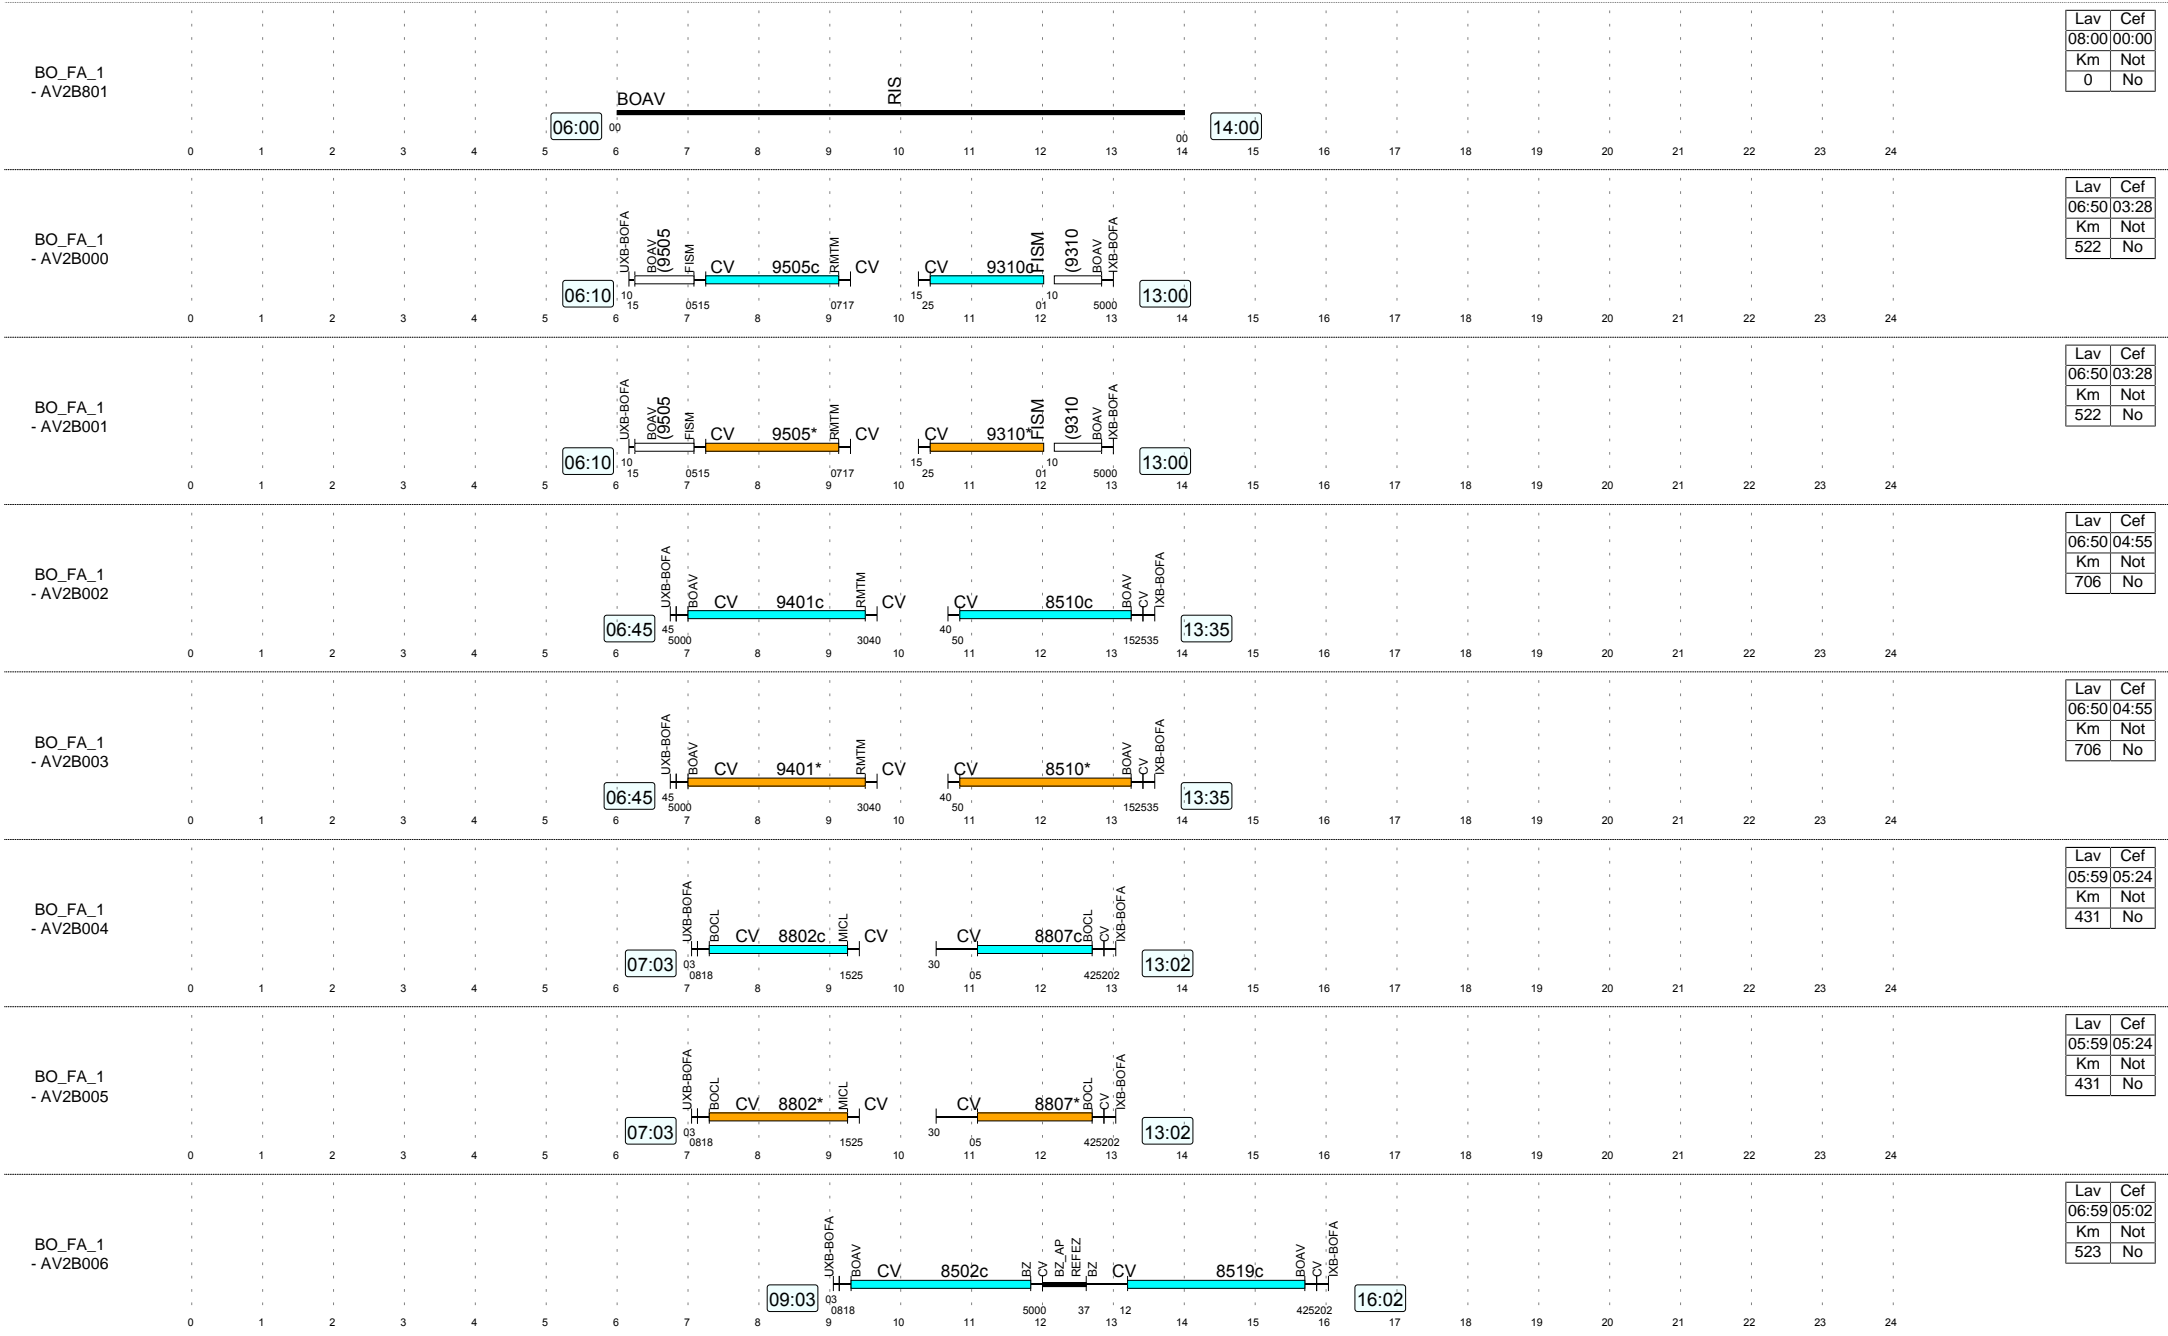 Lav Cef
08:00 00:00
Km Not
0 No
BO_FA_1
- AV2B801
BOAV
RIS
06:00
00
00
14:00
0 1 2 3 4 5 6 7 8 9 10 11 12 13 14 15 16 17 18 19 20 21 22 23 24
Lav Cef
06:50 03:28
Km Not
522 No
BO_FA_1
- AV2B000
UXB-BOFA
BOAV
(9505
FISM
CV 9505c
RMTM
CV
CV 9310c
FISM
(9310
BOAV
IXB-BOFA
06:10
10
15 0515 0717
15
25 01
10
5000
13:00
0 1 2 3 4 5 6 7 8 9 10 11 12 13 14 15 16 17 18 19 20 21 22 23 24
Lav Cef
06:50 03:28
Km Not
522 No
BO_FA_1
- AV2B001
UXB-BOFA
BOAV
(9505
FISM
CV 9505*
RMTM
CV
CV 9310*
FISM
(9310
BOAV
IXB-BOFA
06:10
10
15 0515 0717
15
25 01
10
5000
13:00
0 1 2 3 4 5 6 7 8 9 10 11 12 13 14 15 16 17 18 19 20 21 22 23 24
Lav Cef
06:50 04:55
Km Not
706 No
BO_FA_1
- AV2B002
UXB-BOFA
BOAV
CV 9401c
RMTM
CV
CV 8510c
BOAV
CV
IXB-BOFA
06:45
45
5000 3040
40
50 152535
13:35
0 1 2 3 4 5 6 7 8 9 10 11 12 13 14 15 16 17 18 19 20 21 22 23 24
Lav Cef
06:50 04:55
Km Not
706 No
BO_FA_1
- AV2B003
UXB-BOFA
BOAV
CV 9401*
RMTM
CV
CV 8510*
BOAV
CV
IXB-BOFA
06:45
45
5000 3040
40
50 152535
13:35
0 1 2 3 4 5 6 7 8 9 10 11 12 13 14 15 16 17 18 19 20 21 22 23 24
Lav Cef
05:59 05:24
Km Not
431 No
BO_FA_1
- AV2B004
UXB-BOFA
BOCL
CV 8802c
MICL
CV
CV 8807c
BOCL
CV
IXB-BOFA
07:03
03
0818 1525
30
05 425202
13:02
0 1 2 3 4 5 6 7 8 9 10 11 12 13 14 15 16 17 18 19 20 21 22 23 24
Lav Cef
05:59 05:24
Km Not
431 No
BO_FA_1
- AV2B005
UXB-BOFA
BOCL
CV 8802*
MICL
CV
CV 8807*
BOCL
CV
IXB-BOFA
07:03
03
0818 1525
30
05 425202
13:02
0 1 2 3 4 5 6 7 8 9 10 11 12 13 14 15 16 17 18 19 20 21 22 23 24
Lav Cef
06:59 05:02
Km Not
523 No
BO_FA_1
- AV2B006
UXB-BOFA
BOAV
CV 8502c
BZ
CV
BZ_AP
REFEZ
BZ
CV 8519c
BOAV
CV
IXB-BOFA
09:03
03
0818 5000 37 12 425202
16:02
0 1 2 3 4 5 6 7 8 9 10 11 12 13 14 15 16 17 18 19 20 21 22 23 24